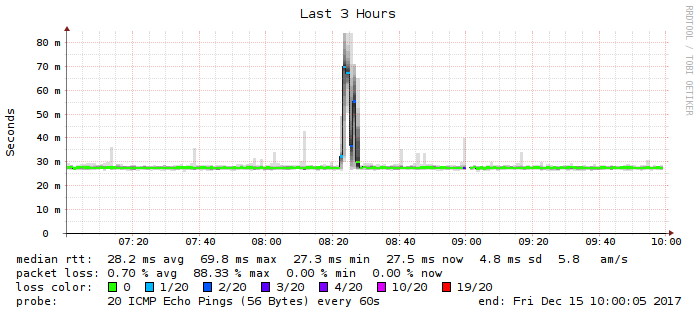 Last 3 Hours
RRDTOOL / TOBI OETIKER
Seconds
80 m
70 m
60 m
50 m
40 m
30 m
20 m
10 m
0
07:20 07:40 08:00 08:20 08:40 09:00 09:20 09:40 10:00
median rtt: 28.2 ms avg 69.8 ms max 27.3 ms min 27.5 ms now 4.8 ms sd 5.8 am/s
packet loss: 0.70 % avg 88.33 % max 0.00 % min 0.00 % now
loss color: 0 1/20 2/20 3/20 4/20 10/20 19/20
probe: 20 ICMP Echo Pings (56 Bytes) every 60s end: Fri Dec 15 10:00:05 2017